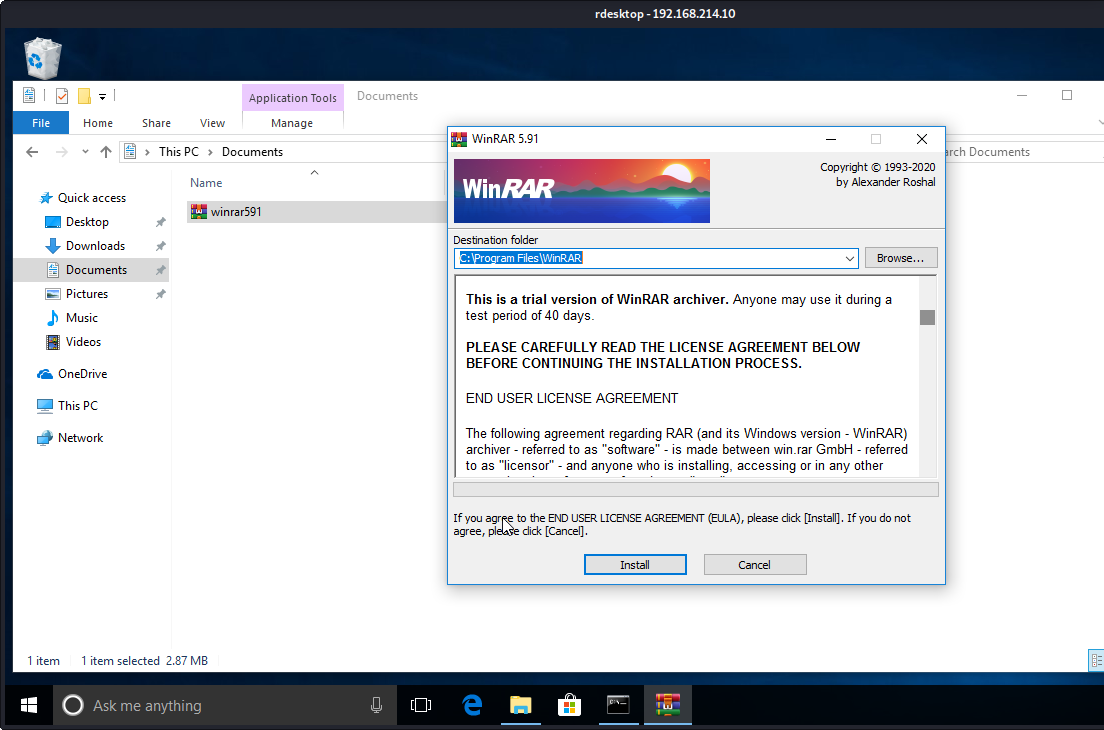 rdesktop - 192.168.214.10
Application Tools
Documents
File
Home
Share
View
Manage
This PC
Documents
Documents
Name
Quick access
Desktop
Downloads
Documents
Pictures
Music
Videos
OneDrive
This PC
Network
winrar591
WinRAR 5.91
WinRAR
Copyright © 1993-2020
by Alexander Roshal
Destination folder
C:\Program Files\WinRAR
Browse...
This is a trial version of WinRAR archiver. Anyone may use it during a
test period of 40 days.
PLEASE CAREFULLY READ THE LICENSE AGREEMENT BELOW
BEFORE CONTINUING THE INSTALLATION PROCESS.
END USER LICENSE AGREEMENT
The following agreement regarding RAR (and its Windows version - WinRAR)
archiver - referred to as "software" - is made between win.rar GmbH - referred
to as "licensor" - and anyone who is installing, accessing or in any other
If you agree to the END USER LICENSE AGREEMENT (EULA), please click [Install]. If you do not
agree, please click [Cancel].
Install
Cancel
1 item
1 item selected 2.87 MB
Ask me anything